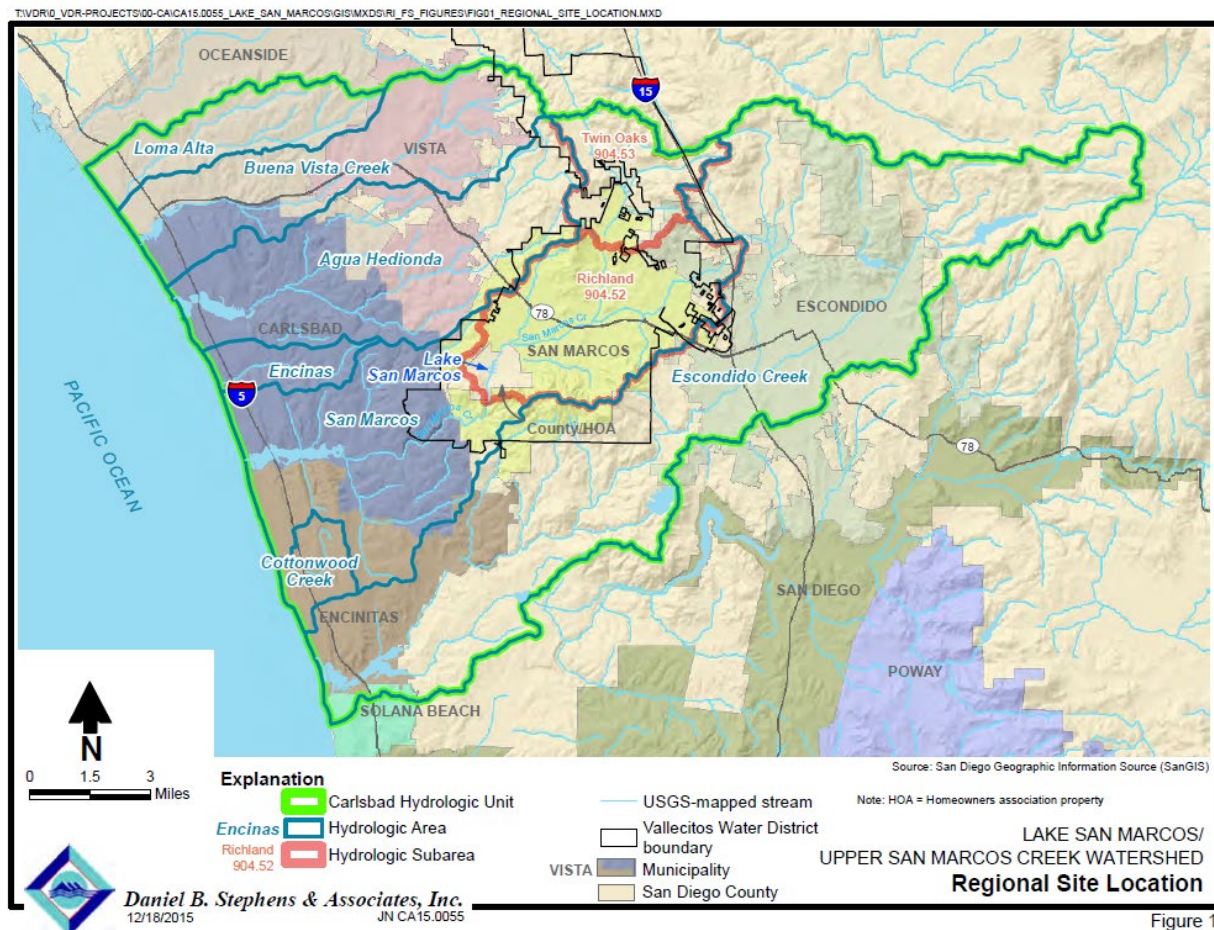 T:\VDR\0_VDR-PROJECTS\00-CA\CA15.0055_LAKE_SAN_MARCOS\GIS\MXDS\RI_FS_FIGURES\FIG01_REGIONAL_SITE_LOCATION.MXD
OCEANSIDE
15
Loma Alta
Twin Oaks
904.53
VISTA
Buena Vista Creek
Agua Hedionda
Richland
904.52
ESCONDIDO
78
CARLSBAD
San Marcos Cr
SAN MARCOS
Lake
San Marcos
Encinas
Escondido Creek
5
San Marcos
County/HOA
PACIFIC OCEAN
78
Cottonwood
Creek
ENCINITAS
SAN DIEGO
POWAY
SOLANA BEACH
N
0 1.5 3
Miles
Source: San Diego Geographic Information Source (SanGIS)
Explanation
Carlsbad Hydrologic Unit
Encinas Hydrologic Area
Richland
904.52
Hydrologic Subarea
USGS-mapped stream
Vallecitos Water District
boundary
VISTA Municipality
San Diego County
Note: HOA = Homeowners association property
LAKE SAN MARCOS/
UPPER SAN MARCOS CREEK WATERSHED
Regional Site Location
Daniel B. Stephens & Associates, Inc.
12/18/2015 JN CA15.0055
Figure 1